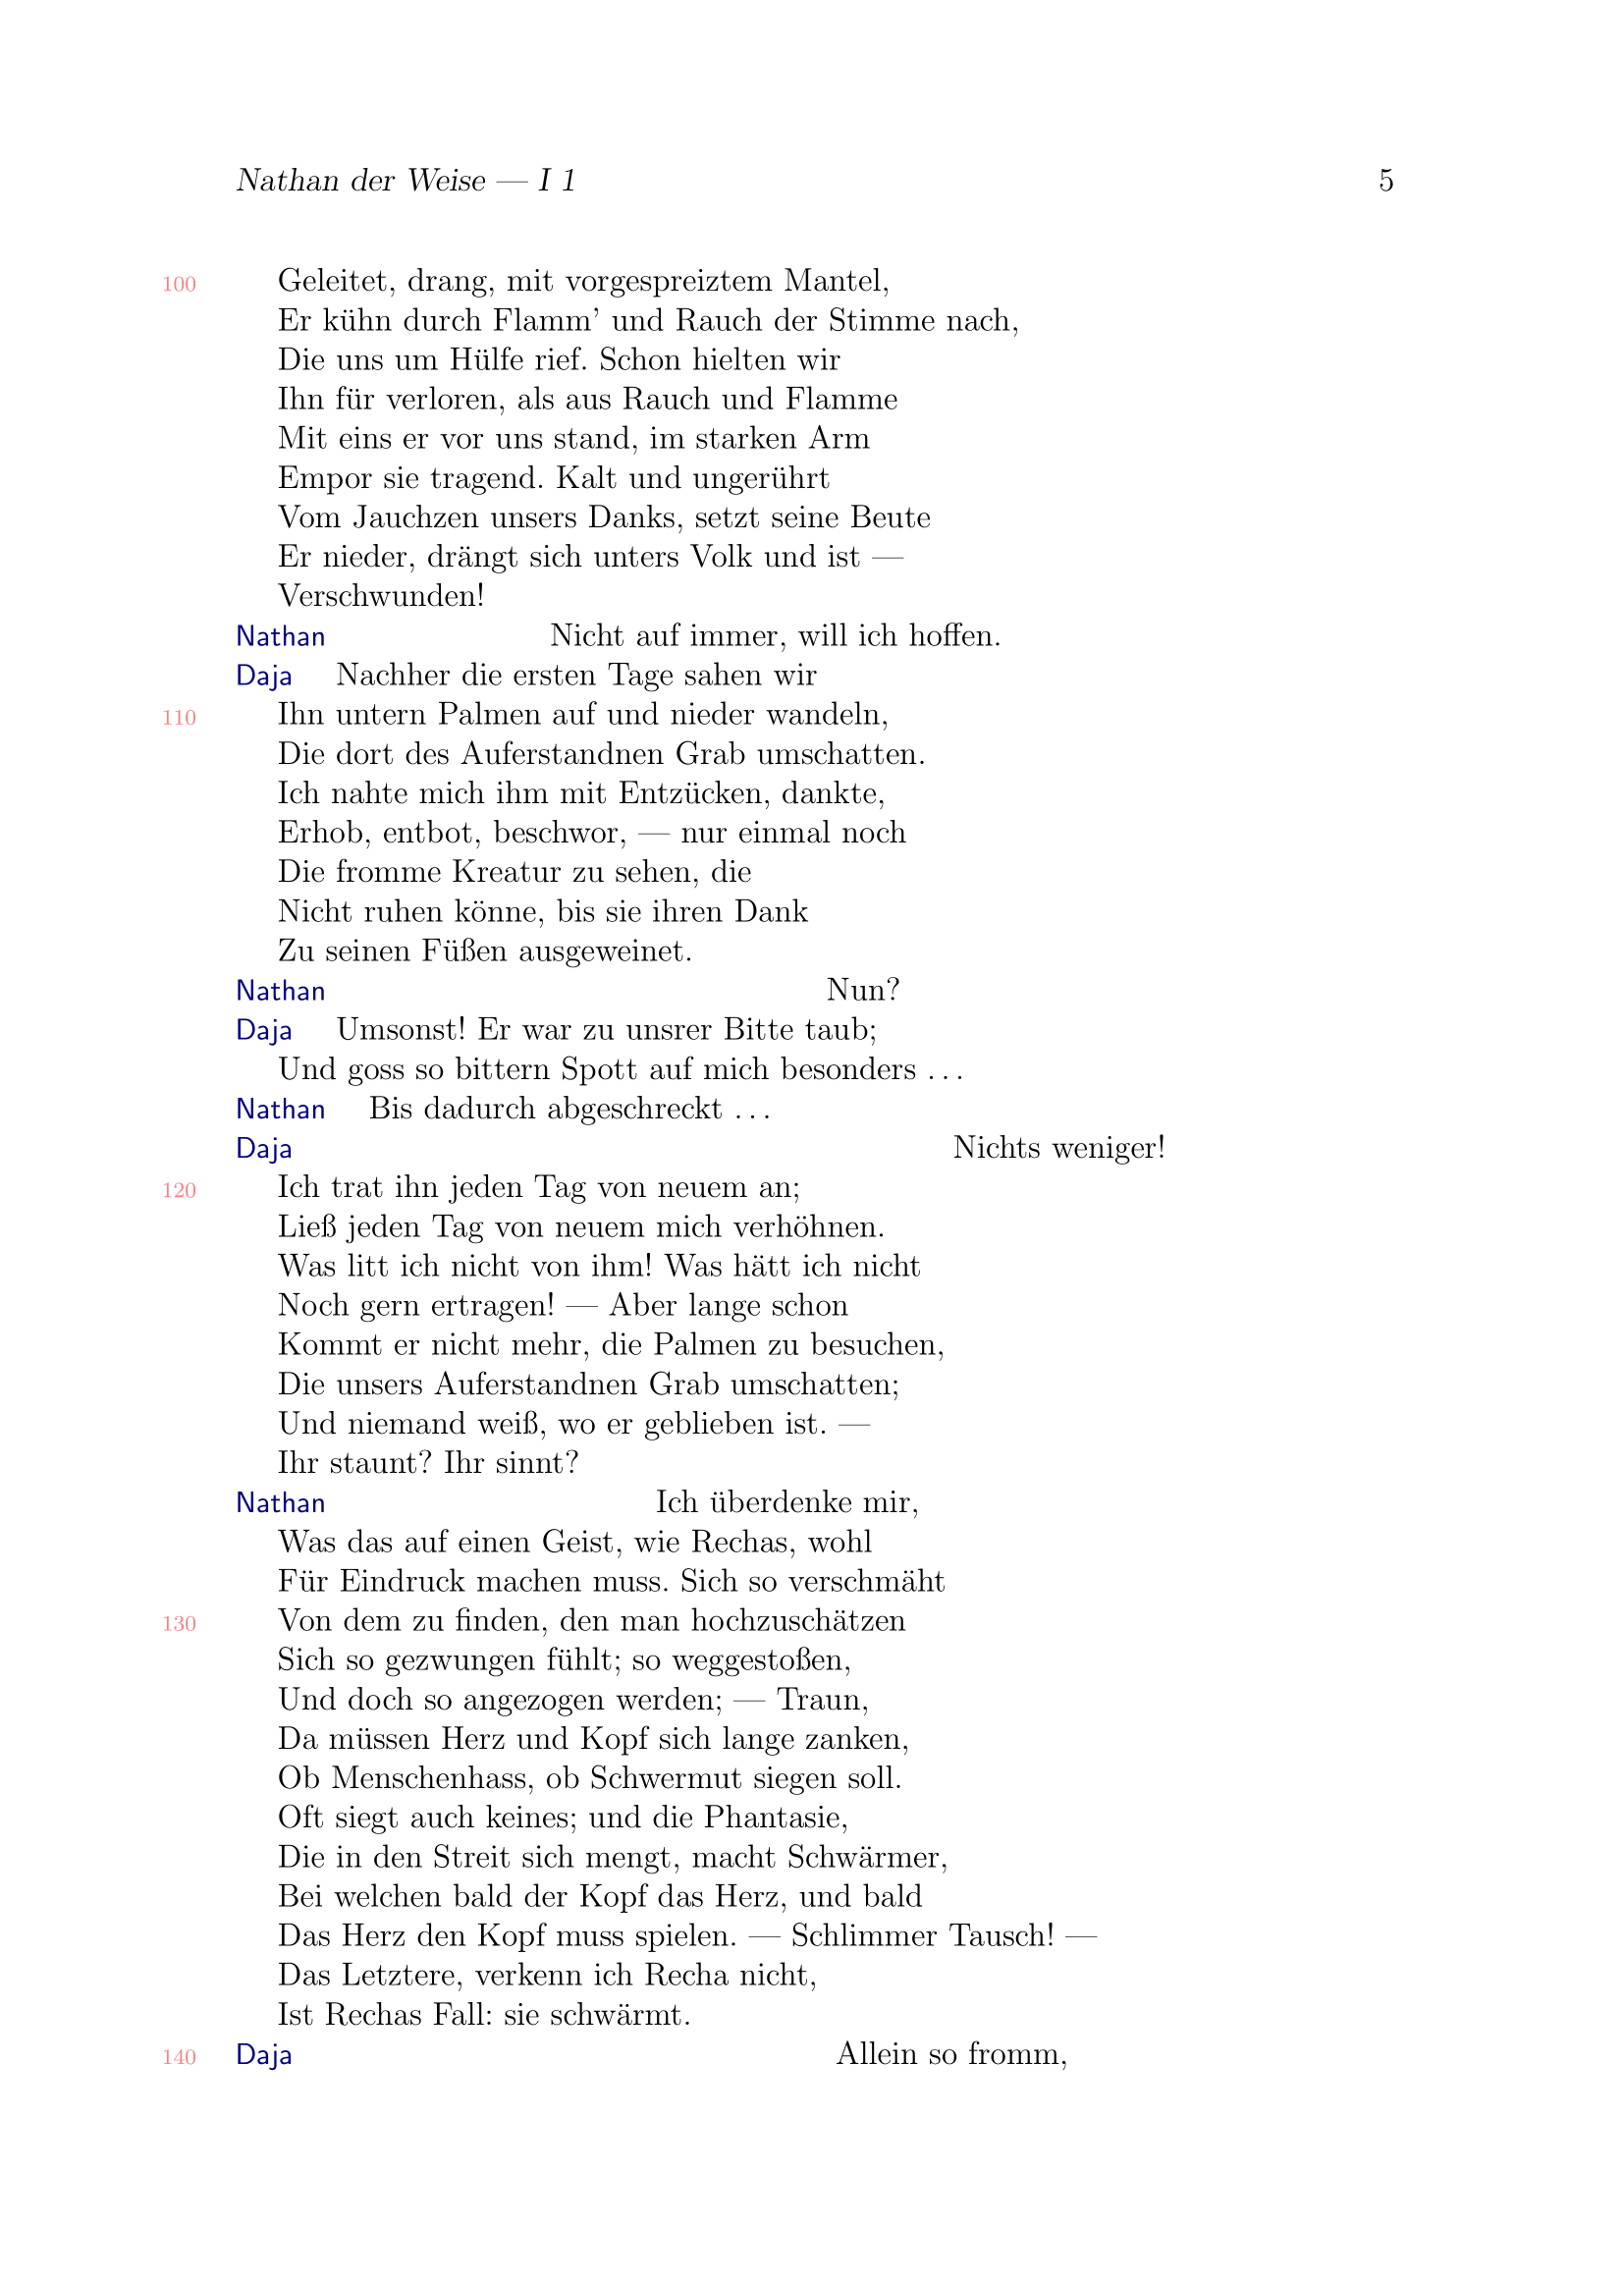 Nathan der Weise — I 1 5
100 Geleitet, drang, mit vorgespreiztem Mantel,
Er kühn durch Flamm’ und Rauch der Stimme nach,
Die uns um Hülfe rief. Schon hielten wir
Ihn für verloren, als aus Rauch und Flamme
Mit eins er vor uns stand, im starken Arm
Empor sie tragend. Kalt und ungerührt
Vom Jauchzen unsers Danks, setzt seine Beute
Er nieder, drängt sich unters Volk und ist —
Verschwunden!
Nathan Nicht auf immer, will ich hoffen.
Daja Nachher die ersten Tage sahen wir
110 Ihn untern Palmen auf und nieder wandeln,
Die dort des Auferstandnen Grab umschatten.
Ich nahte mich ihm mit Entzücken, dankte,
Erhob, entbot, beschwor, — nur einmal noch
Die fromme Kreatur zu sehen, die
Nicht ruhen könne, bis sie ihren Dank
Zu seinen Füßen ausgeweinet.
Nathan Nun?
Daja Umsonst! Er war zu unsrer Bitte taub;
Und goss so bittern Spott auf mich besonders …
Nathan Bis dadurch abgeschreckt …
Daja Nichts weniger!
120 Ich trat ihn jeden Tag von neuem an;
Ließ jeden Tag von neuem mich verhöhnen.
Was litt ich nicht von ihm! Was hätt ich nicht
Noch gern ertragen! — Aber lange schon
Kommt er nicht mehr, die Palmen zu besuchen,
Die unsers Auferstandnen Grab umschatten;
Und niemand weiß, wo er geblieben ist. —
Ihr staunt? Ihr sinnt?
Nathan Ich überdenke mir,
Was das auf einen Geist, wie Rechas, wohl
Für Eindruck machen muss. Sich so verschmäht
130 Von dem zu finden, den man hochzuschätzen
Sich so gezwungen fühlt; so weggestoßen,
Und doch so angezogen werden; — Traun,
Da müssen Herz und Kopf sich lange zanken,
Ob Menschenhass, ob Schwermut siegen soll.
Oft siegt auch keines; und die Phantasie,
Die in den Streit sich mengt, macht Schwärmer,
Bei welchen bald der Kopf das Herz, und bald
Das Herz den Kopf muss spielen. — Schlimmer Tausch! —
Das Letztere, verkenn ich Recha nicht,
Ist Rechas Fall: sie schwärmt.
140 Daja Allein so fromm,